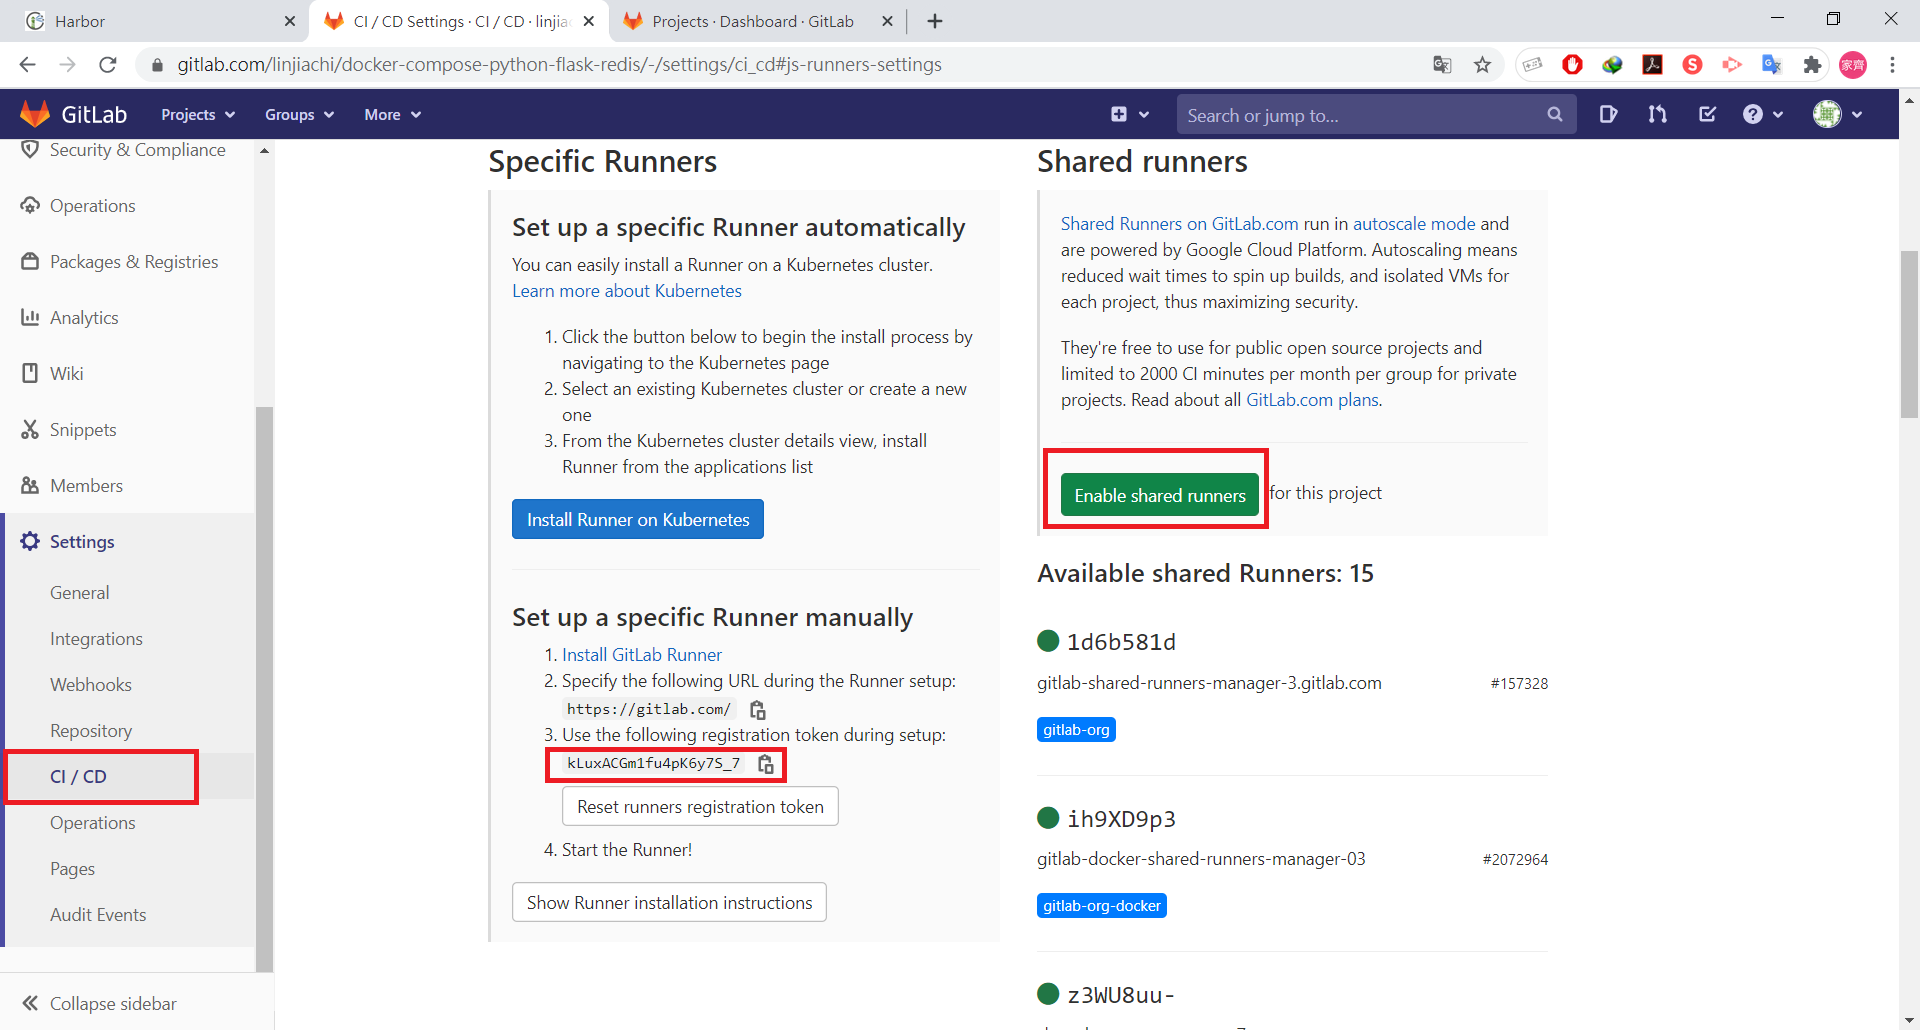 Harbor
CI / CD Settings · CI / CD · linjia
Projects · Dashboard · GitLab
gitlab.com/linjiachi/docker-compose-python-flask-redis/-/settings/ci_cd#js-runners-settings
家齊
GitLab
Projects
Groups
More
Search or jump to...
Security & Compliance
Operations
Packages & Registries
Analytics
Wiki
Snippets
Members
Settings
General
Integrations
Webhooks
Repository
CI / CD
Operations
Pages
Audit Events
Collapse sidebar
Specific Runners
Set up a specific Runner automatically
You can easily install a Runner on a Kubernetes cluster.
Learn more about Kubernetes
1. Click the button below to begin the install process by
navigating to the Kubernetes page
2. Select an existing Kubernetes cluster or create a new
one
3. From the Kubernetes cluster details view, install
Runner from the applications list
Install Runner on Kubernetes
Set up a specific Runner manually
1. Install GitLab Runner
2. Specify the following URL during the Runner setup:
https://gitlab.com/
3. Use the following registration token during setup:
kLuxACGm1fu4pK6y7S_7
Reset runners registration token
4. Start the Runner!
Show Runner installation instructions
Shared runners
Shared Runners on GitLab.com run in autoscale mode and
are powered by Google Cloud Platform. Autoscaling means
reduced wait times to spin up builds, and isolated VMs for
each project, thus maximizing security.
They're free to use for public open source projects and
limited to 2000 CI minutes per month per group for private
projects. Read about all GitLab.com plans.
Enable shared runners for this project
Available shared Runners: 15
1d6b581d
gitlab-shared-runners-manager-3.gitlab.com #157328
gitlab-org
ih9XD9p3
gitlab-docker-shared-runners-manager-03 #2072964
gitlab-org-docker
z3WU8uu-